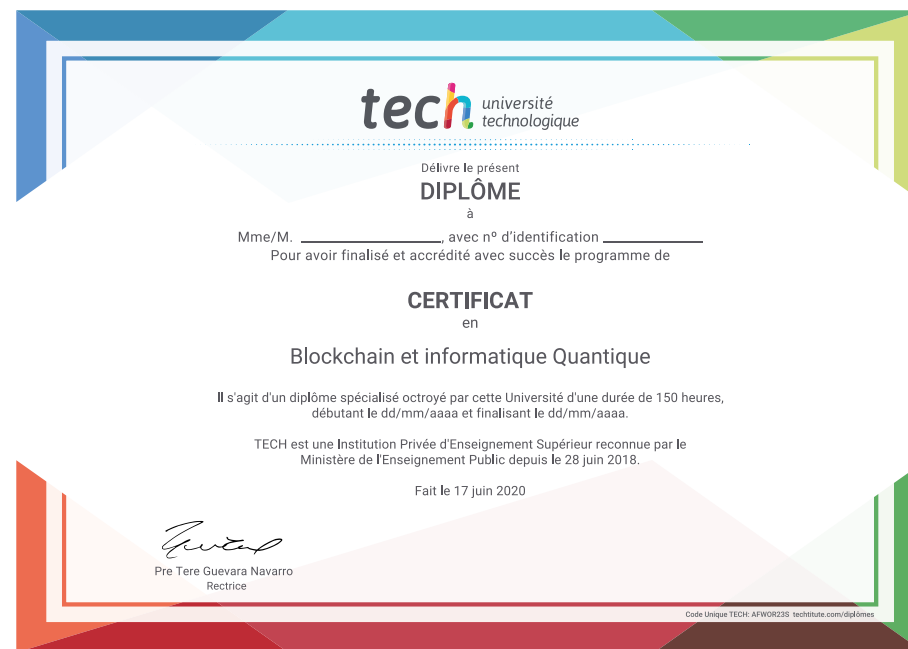 tech université
technologique
Délivre le présent
DIPLÔME
à
Mme/M. ____________________, avec nº d'identification ______________
Pour avoir finalisé et accrédité avec succès le programme de
CERTIFICAT
en
Blockchain et informatique Quantique
Il s'agit d'un diplôme spécialisé octroyé par cette Université d'une durée de 150 heures,
débutant le dd/mm/aaaa et finalisant le dd/mm/aaaa.
TECH est une Institution Privée d'Enseignement Supérieur reconnue par le
Ministère de l'Enseignement Public depuis le 28 juin 2018.
Fait le 17 juin 2020
Pre Tere Guevara Navarro
Rectrice
Code Unique TECH: AFWOR23S techtitute.com/diplômes